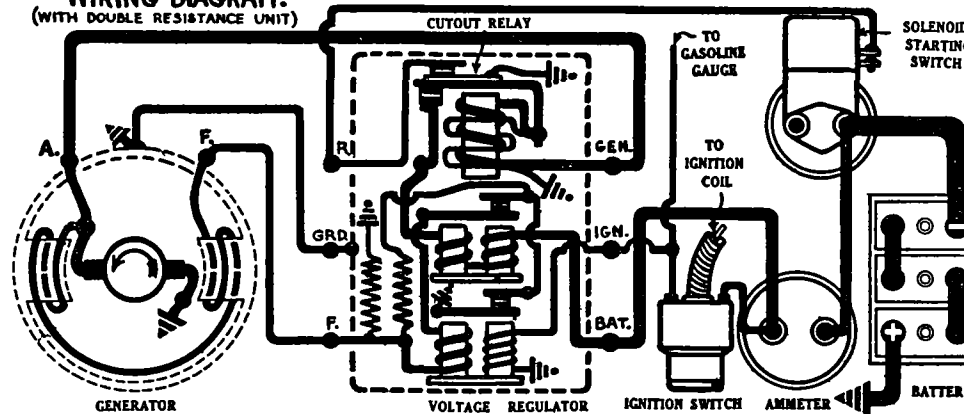 WIRING DIAGRAM.
(WITH DOUBLE RESISTANCE UNIT)
CUTOUT RELAY
TO
GASOLINE
GAUGE
SOLENOID
STARTING
SWITCH
A.
F.
R.
GEN.
TO
IGNITION
COIL
GRD.
IGN.
F.
BAT.
GENERATOR
VOLTAGE REGULATOR
IGNITION SWITCH
AMMETER
BATTER